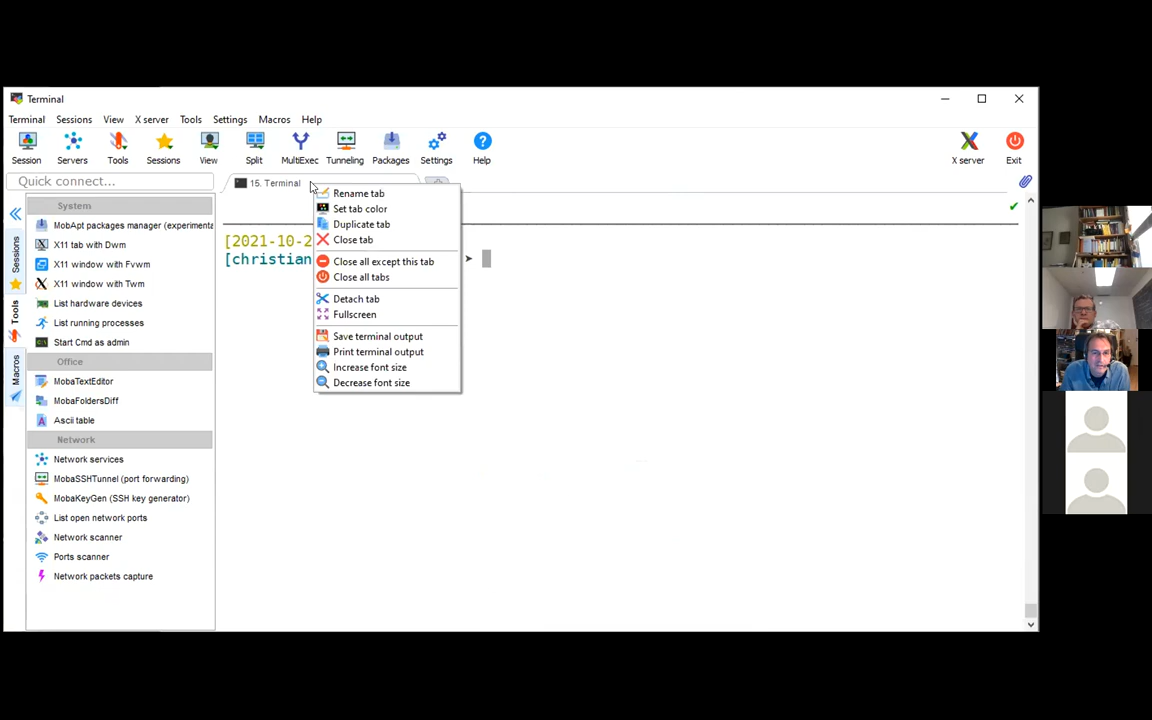 Terminal
Terminal Sessions View X server Tools Settings Macros Help
Session Servers Tools Sessions View Split MultiExec Tunneling Packages Settings Help X server Exit
Quick connect...
15. Terminal
Sessions
Tools
Macros
System
MobApt packages manager (experimenta
X11 tab with Dwm
X11 window with Fvwm
X11 window with Twm
List hardware devices
List running processes
Start Cmd as admin
Office
MobaTextEditor
MobaFoldersDiff
Ascii table
Network
Network services
MobaSSHTunnel (port forwarding)
MobaKeyGen (SSH key generator)
List open network ports
Network scanner
Ports scanner
Network packets capture
[2021-10-2
[christian
Rename tab
Set tab color
Duplicate tab
Close tab
Close all except this tab
Close all tabs
Detach tab
Fullscreen
Save terminal output
Print terminal output
Increase font size
Decrease font size